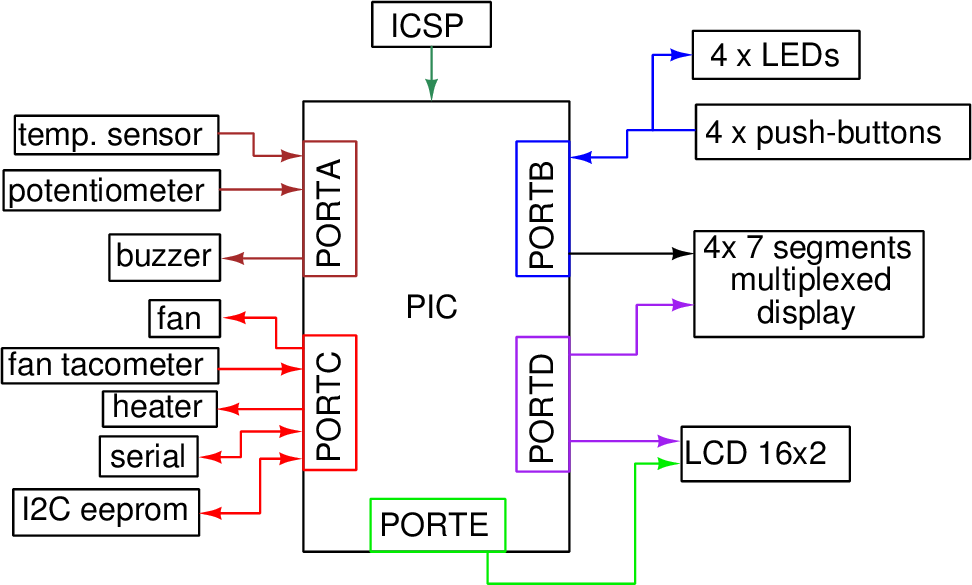 ICSP
4 x LEDs
temp. sensor
4 x push-buttons
potentiometer
PORTA
PORTB
buzzer
4x 7 segments
multiplexed
display
PIC
fan
fan tacometer
PORTC
PORTD
heater
serial
LCD 16x2
I2C eeprom
PORTE